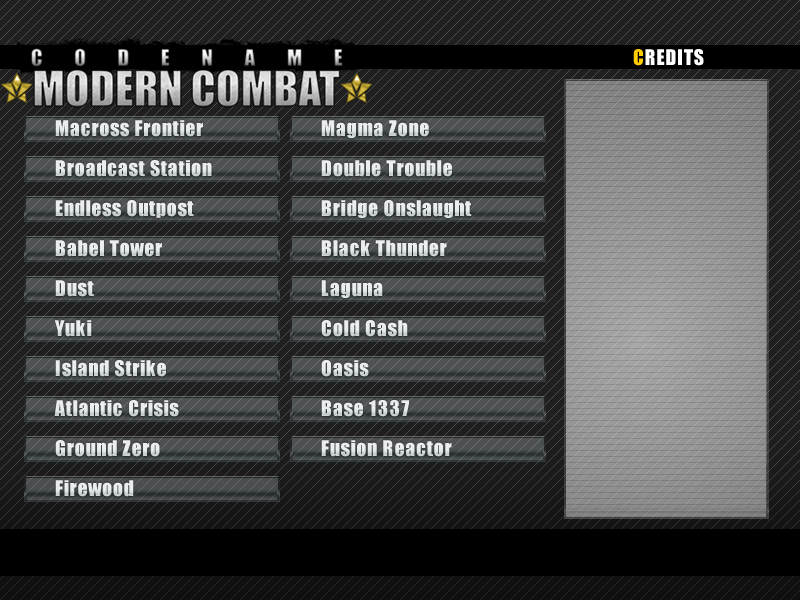 CODENAME
MODERN COMBAT
CREDITS
Macross Frontier
Magma Zone
Broadcast Station
Double Trouble
Endless Outpost
Bridge Onslaught
Babel Tower
Black Thunder
Dust
Laguna
Yuki
Cold Cash
Island Strike
Oasis
Atlantic Crisis
Base 1337
Ground Zero
Fusion Reactor
Firewood